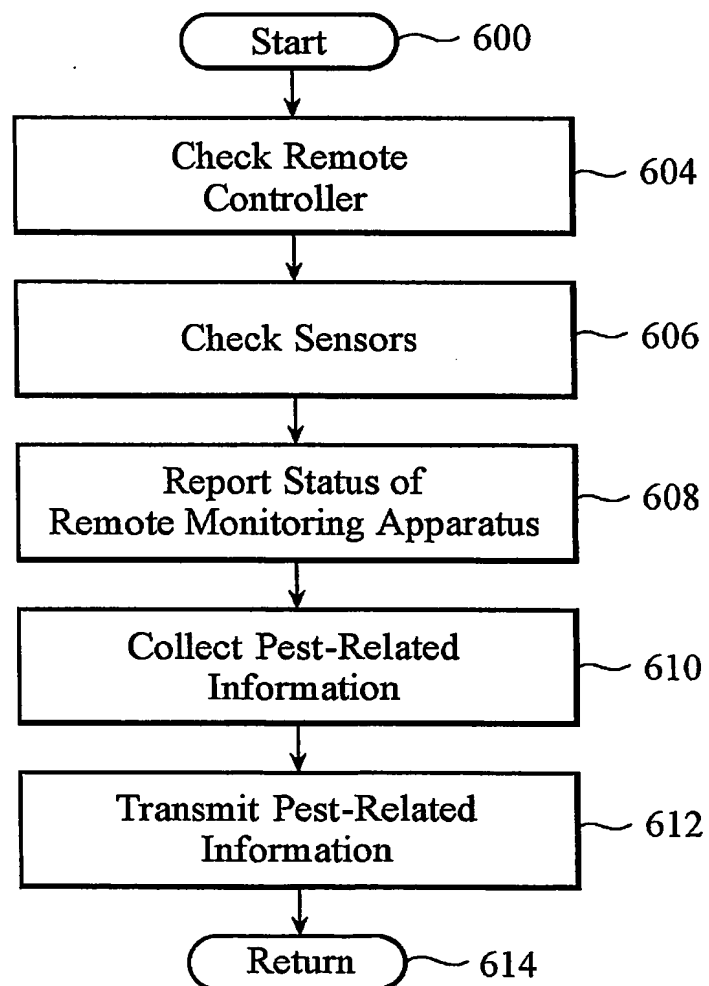 Start
600
Check Remote
Controller
604
Check Sensors
606
Report Status of
Remote Monitoring Apparatus
608
Collect Pest-Related
Information
610
Transmit Pest-Related
Information
612
Return
614